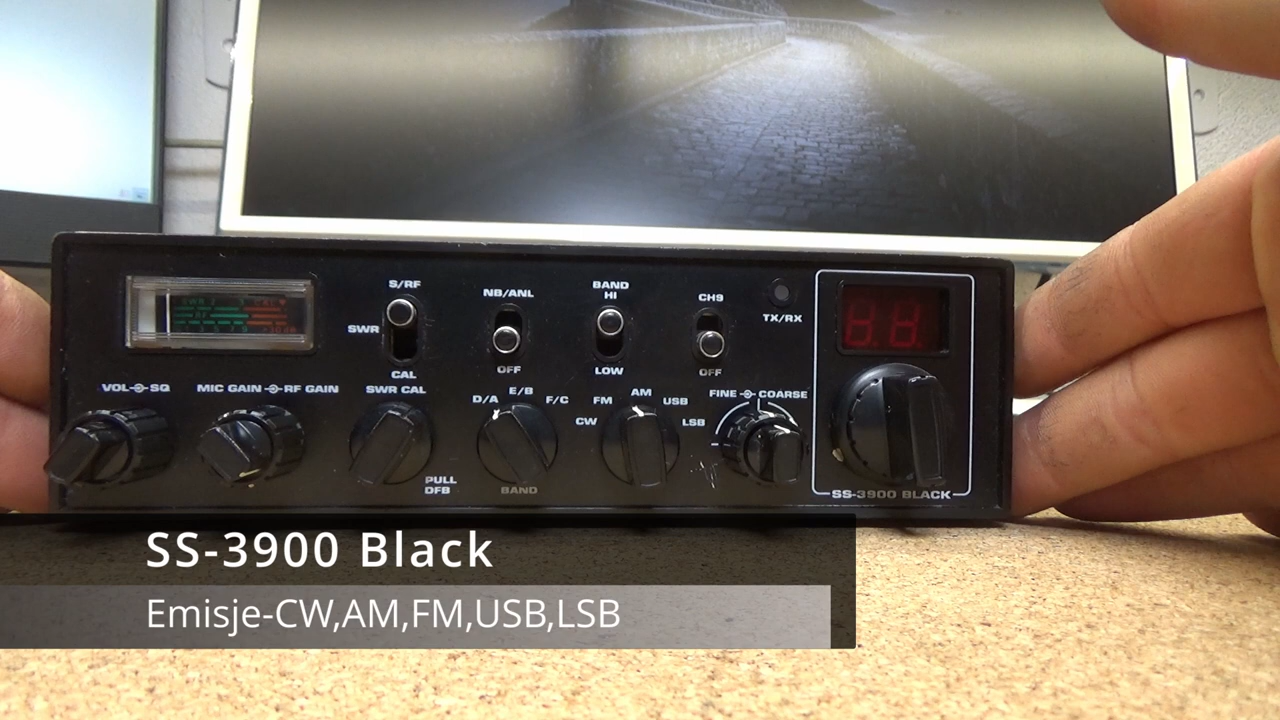 S/RF
NB/ANL
BAND
HI
CH9
SWR
TX/RX
CAL
OFF
LOW
OFF
VOL SQ
MIC GAIN RF GAIN
SWR CAL
D/A E/B F/C
CW FM AM USB LSB
FINE COARSE
PULL
DFB
BAND
SS-3900 BLACK
SS-3900 Black
Emisje-CW,AM,FM,USB,LSB